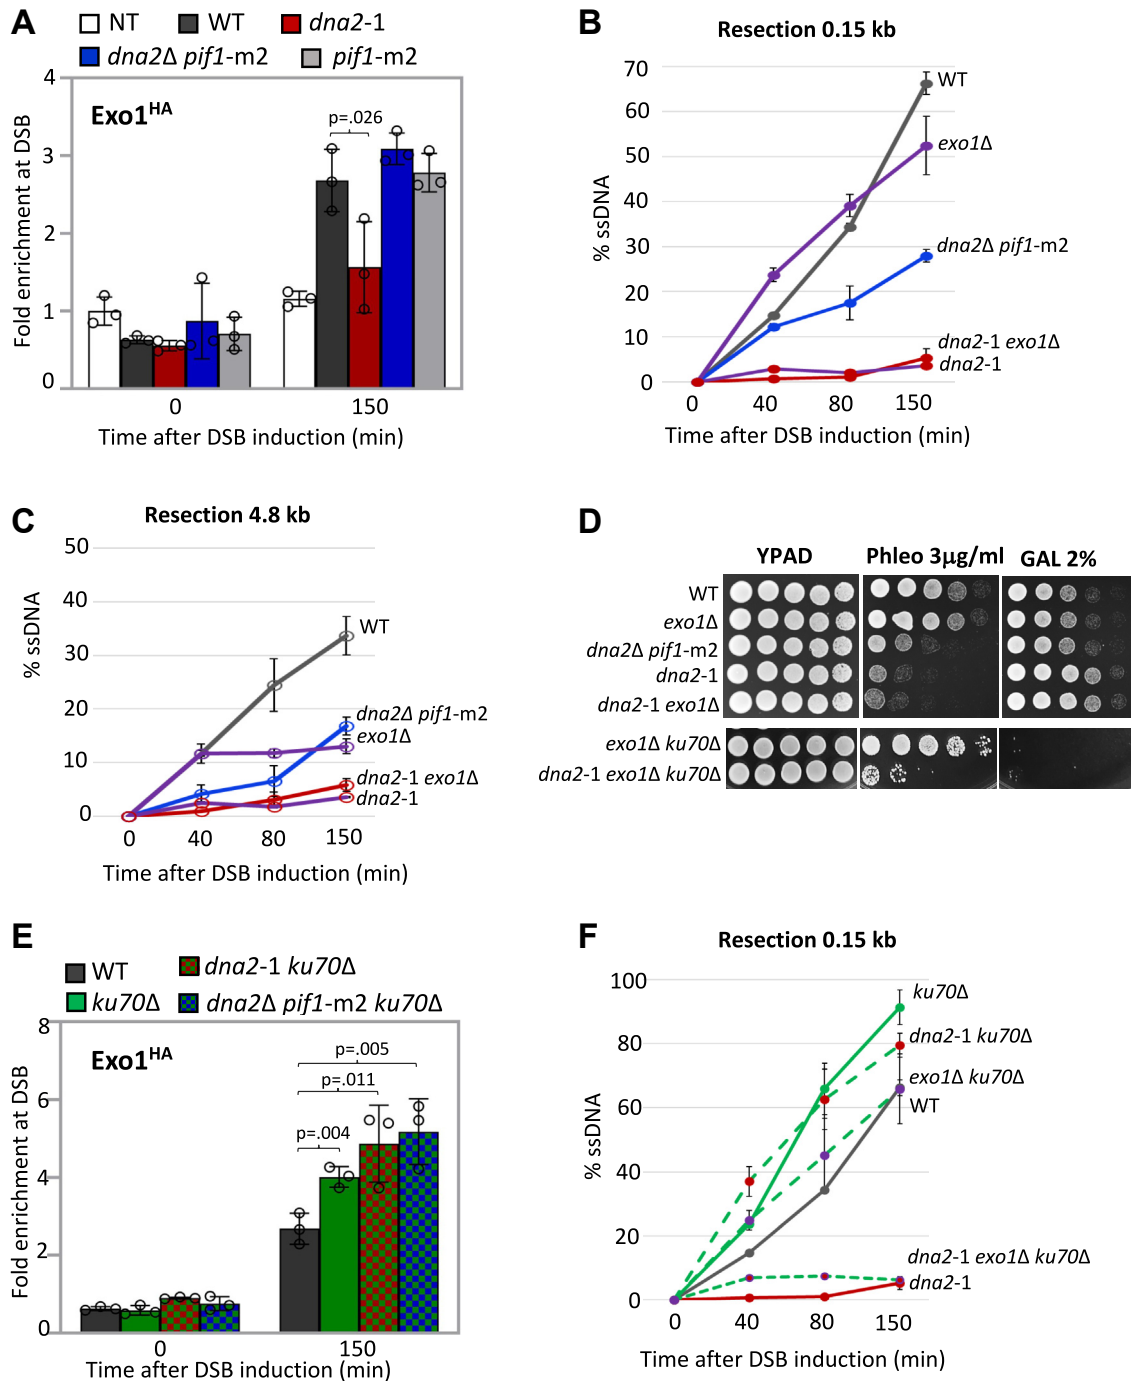 A
NT WT dna2-1
dna2Δ pif1-m2 pif1-m2
Exo1HA
p=.026
Fold enrichment at DSB
4
3
2
1
0
0 150
Time after DSB induction (min)
B
Resection 0.15 kb
% ssDNA
70
60
50
40
30
20
10
0
WT
exo1Δ
dna2Δ pif1-m2
dna2-1 exo1Δ
dna2-1
0 40 80 150
Time after DSB induction (min)
C
Resection 4.8 kb
% ssDNA
50
40
30
20
10
0
WT
dna2Δ pif1-m2
exo1Δ
dna2-1 exo1Δ
dna2-1
0 40 80 150
Time after DSB induction (min)
D
YPAD Phleo 3μg/ml GAL 2%
WT
exo1Δ
dna2Δ pif1-m2
dna2-1
dna2-1 exo1Δ
exo1Δ ku70Δ
dna2-1 exo1Δ ku70Δ
E
WT dna2-1 ku70Δ
ku70Δ dna2Δ pif1-m2 ku70Δ
Exo1HA
p=.005
p=.011
p=.004
Fold enrichment at DSB
8
6
4
2
0
0 150
Time after DSB induction (min)
F
Resection 0.15 kb
% ssDNA
100
80
60
40
20
0
ku70Δ
dna2-1 ku70Δ
exo1Δ ku70Δ
WT
dna2-1 exo1Δ ku70Δ
dna2-1
0 40 80 150
Time after DSB induction (min)